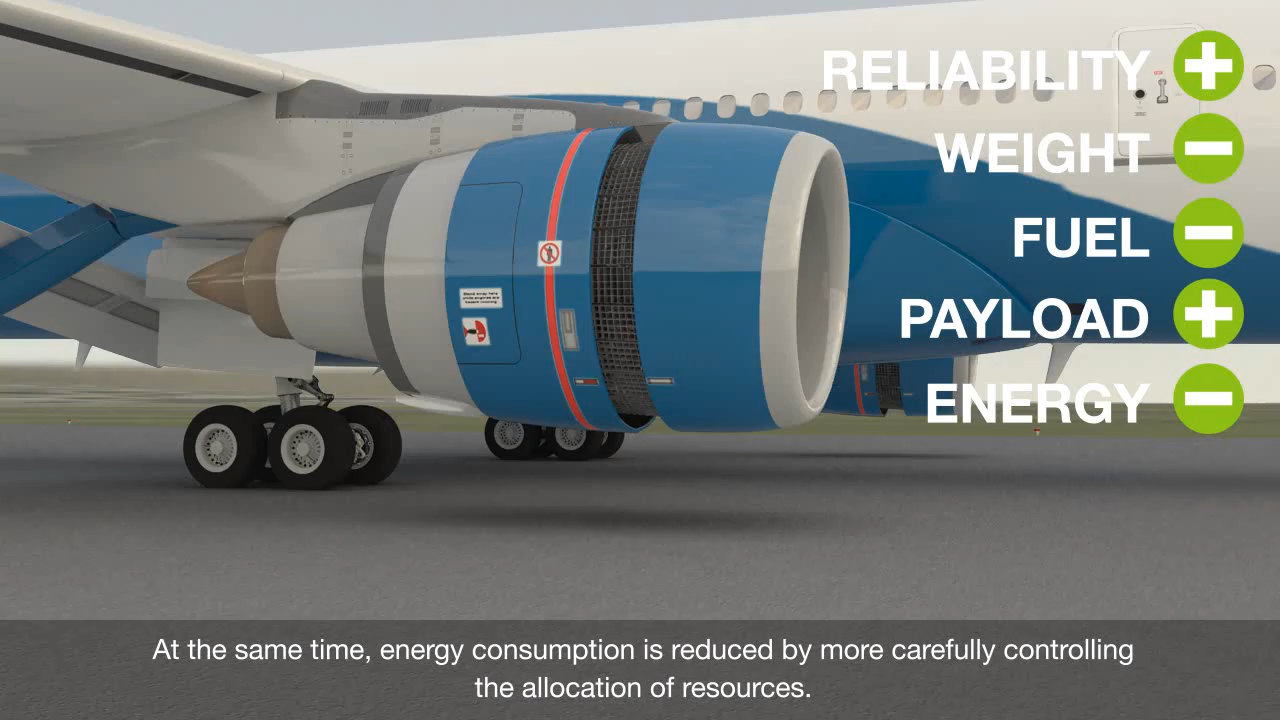 RELIABILITY
WEIGHT
FUEL
PAYLOAD
ENERGY
At the same time, energy consumption is reduced by more carefully controlling
the allocation of resources.